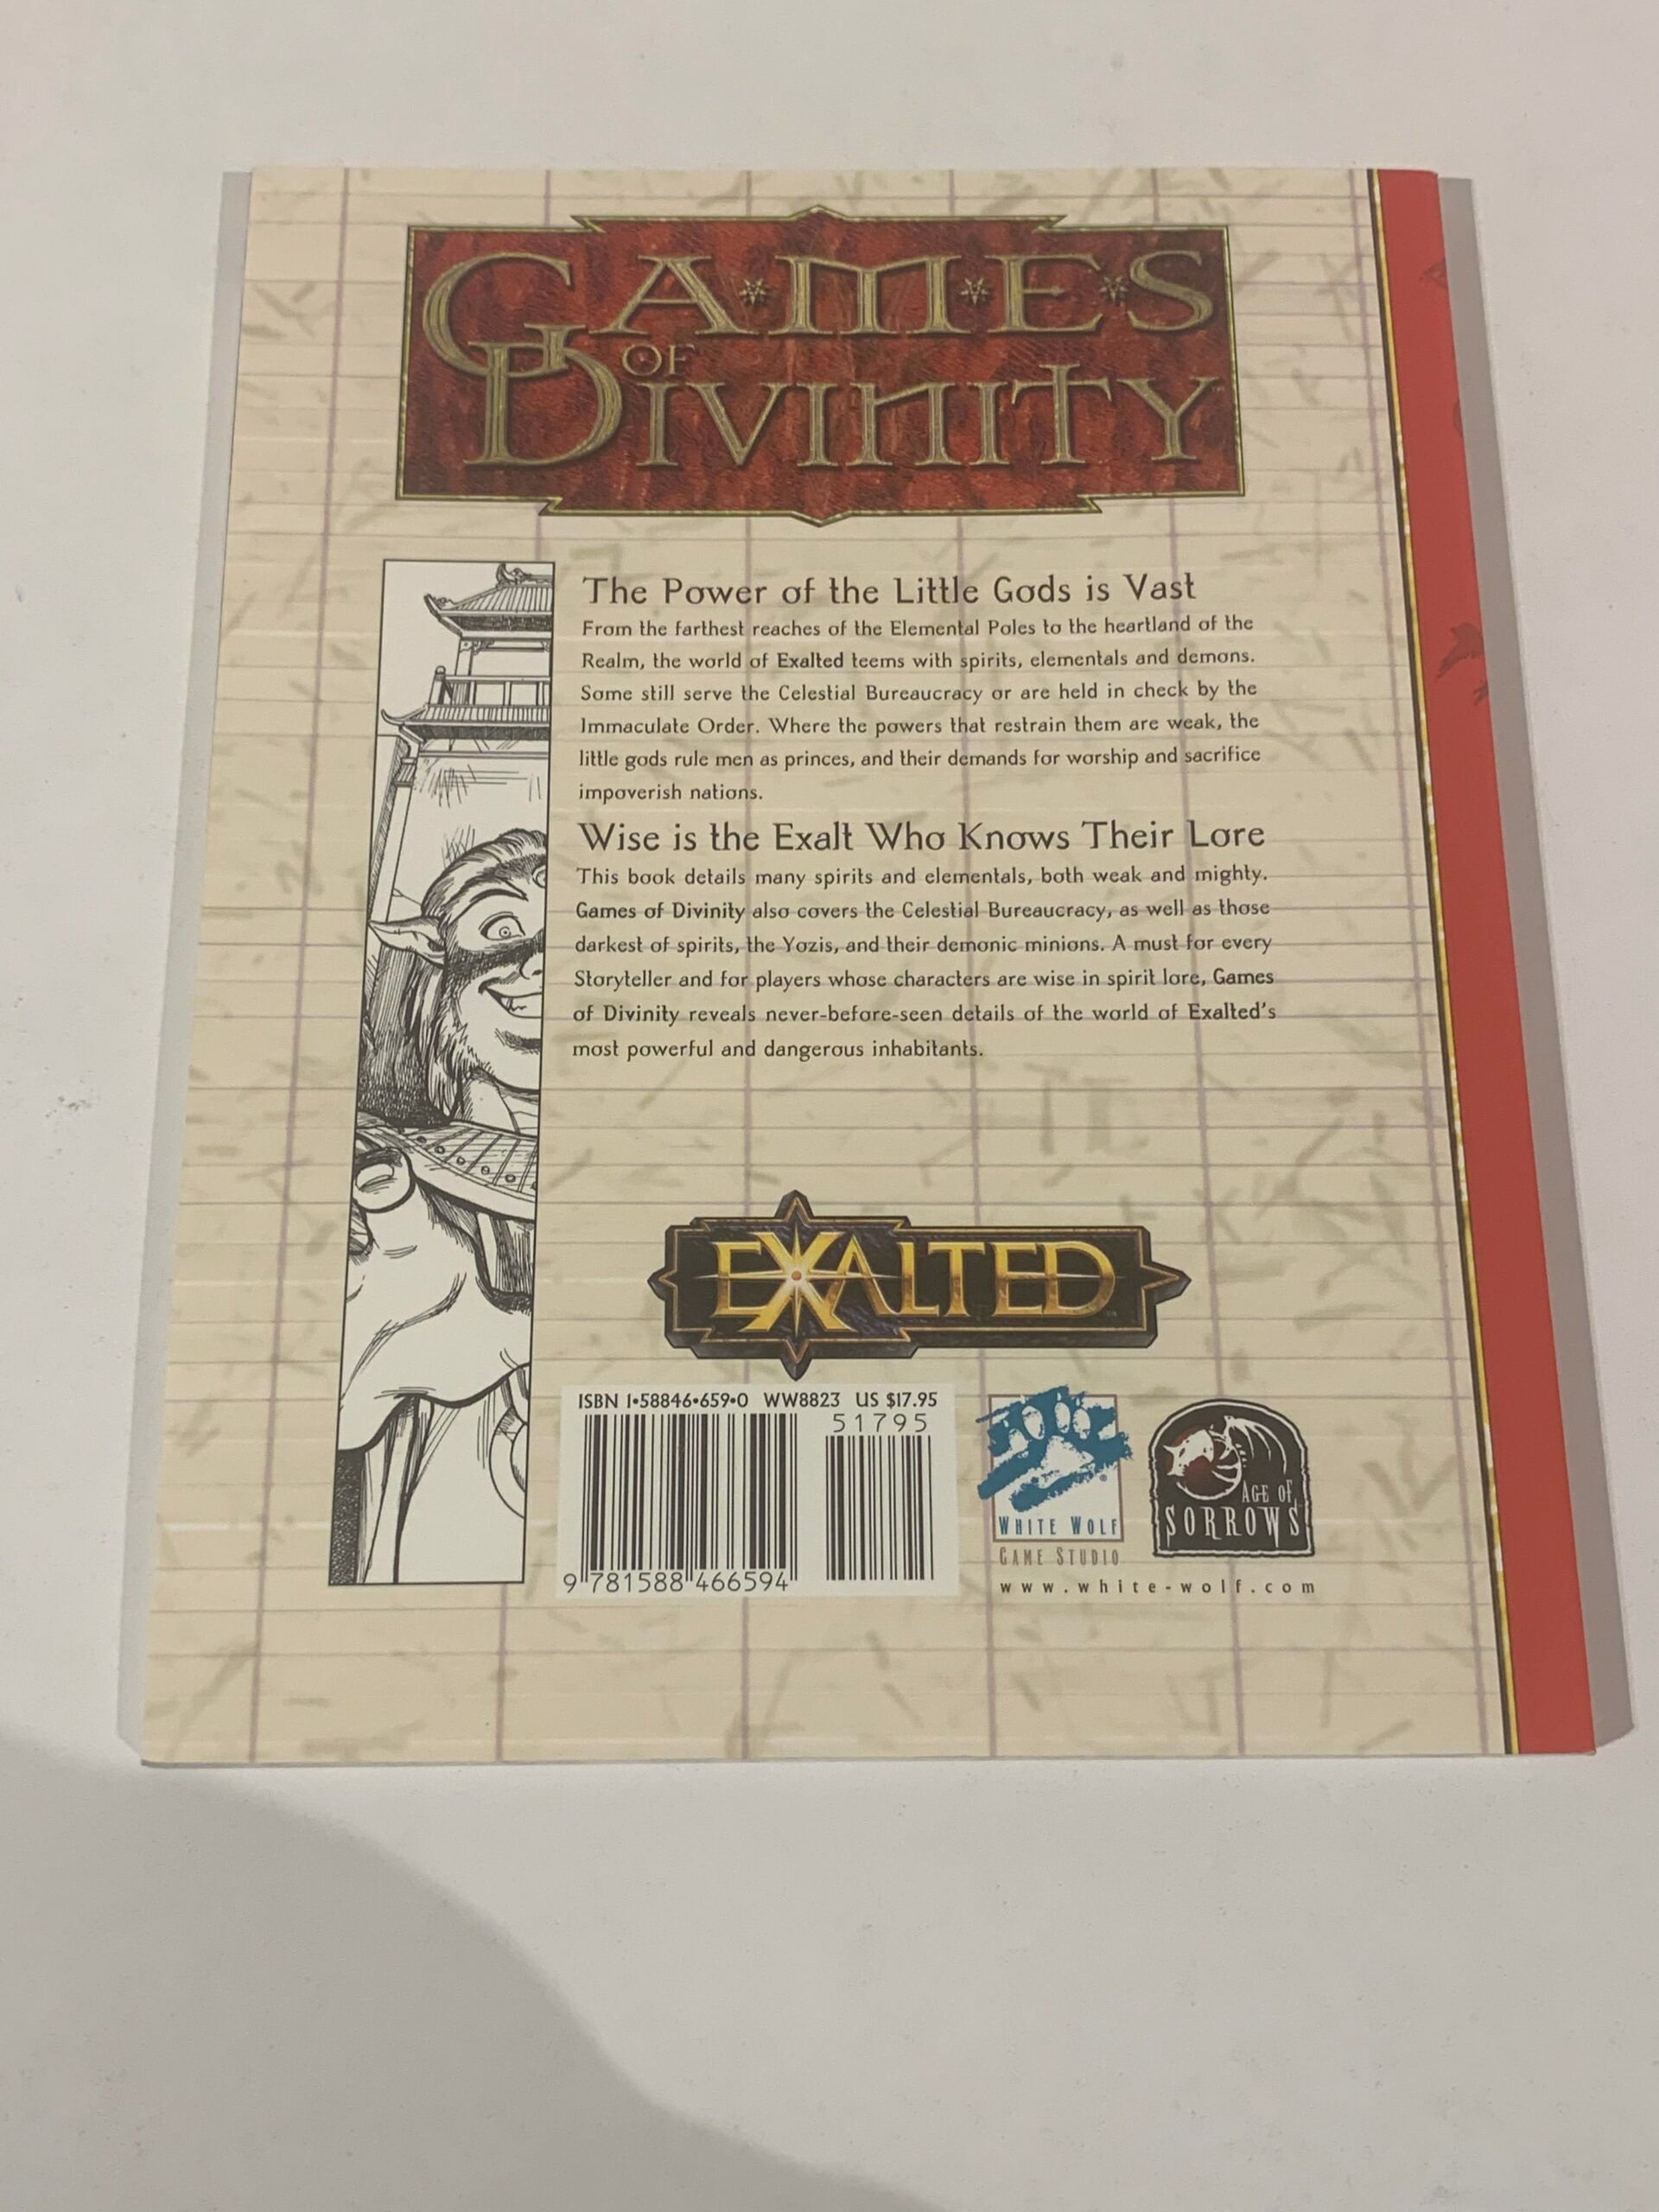 GAMES
OF
DIVINITY
The Power of the Little Gods is Vast
From the farthest reaches of the Elemental Poles to the heartland of the
Realm, the world of Exalted teems with spirits, elementals and demons.
Some still serve the Celestial Bureaucracy or are held in check by the
Immaculate Order. Where the powers that restrain them are weak, the
little gods rule men as princes, and their demands for worship and sacrifice
impoverish nations.
Wise is the Exalt Who Knows Their Lore
This book details many spirits and elementals, both weak and mighty.
Games of Divinity also covers the Celestial Bureaucracy, as well as those
darkest of spirits, the Yozis, and their demonic minions. A must for every
Storyteller and for players whose characters are wise in spirit lore, Games
of Divinity reveals never-before-seen details of the world of Exalted's
most powerful and dangerous inhabitants.
EXALTED
ISBN 1•58846•659•0 WW8823 US $17.95
51795
9 781588 466594
WHITE WOLF
GAME STUDIO
AGE OF
SORROWS
www.white-wolf.com